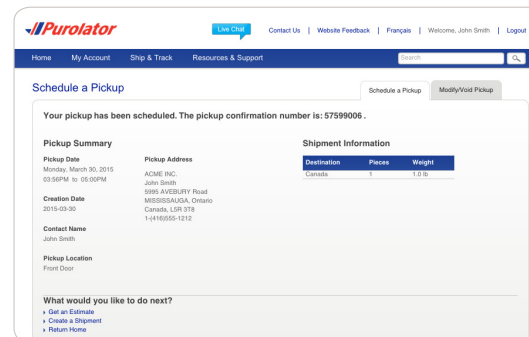 Purolator
Live Chat
Contact Us | Website Feedback | Français | Welcome, John Smith | Logout
Home My Account Ship & Track Resources & Support
Search
Schedule a Pickup
Schedule a Pickup Modify/Void Pickup
Your pickup has been scheduled. The pickup confirmation number is: 57599006 .
Pickup Summary
Pickup Date
Monday, March 30, 2015
03:56PM to 05:00PM
Creation Date
2015-03-30
Contact Name
John Smith
Pickup Location
Front Door
Pickup Address
ACME INC.
John Smith
5995 AVEBURY Road
MISSISSAUGA, Ontario
Canada, L5R 3T8
1-(416)555-1212
Shipment Information
Destination Pieces Weight
Canada 1 1.0 lb
What would you like to do next?
Get an Estimate
Create a Shipment
Return Home